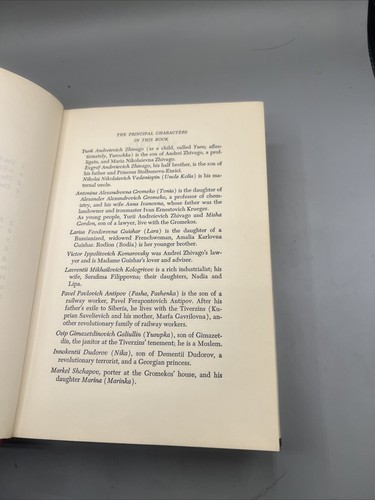 THE PRINCIPAL CHARACTERS
IN THIS BOOK
Yurii Andreievich Zhivago (as a child, called Yura; affec-
tionately, Yurochka) is the son of Andrei Zhivago, a prof-
ligate, and Maria Nikolaievna Zhivago.
Evgraf Andreievich Zhivago, his half brother, is the son of
his father and Princess Stolbunova-Enrici.
Nikolai Nikolaievich Vedeniapin (Uncle Kolia) is his ma-
ternal uncle.
Antonina Alexandrovna Gromeko (Tonia) is the daughter of
Alexander Alexandrovich Gromeko, a professor of chem-
istry, and his wife Anna Ivanovna, whose father was the
landowner and ironmaster Ivan Ernestovich Krueger.
As young people, Yurii Andreievich Zhivago and Misha
Gordon, son of a lawyer, live with the Gromekos.
Larisa Feodorovna Guishar (Lara) is the daughter of a
Russianized, widowed Frenchwoman, Amalia Karlovna
Guishar. Rodion (Rodia) is her younger brother.
Victor Ippolitovich Komarovsky was Andrei Zhivago's law-
yer and is Madame Guishar's lover and adviser.
Lavrentii Mikhailovich Kologrivov is a rich industrialist; his
wife, Serafima Filippovna; their daughters, Nadia and
Lipa.
Pavel Pavlovich Antipov (Pasha, Pashenka) is the son of a
railway worker, Pavel Ferapontovich Antipov. After his
father's exile to Siberia, he lives with the Tiverzins (Ku-
prian Savelievich and his mother, Marfa Gavrilovna), an-
other revolutionary family of railway workers.
Osip Gimazetdinovich Galiullin (Yusupka), son of Gimazet-
din, the janitor at the Tiverzins' tenement; he is a Moslem.
Innokentii Dudorov (Nika), son of Dementii Dudorov, a
revolutionary terrorist, and a Georgian princess.
Markel Shchapov, porter at the Gromekos' house, and his
daughter Marina (Marinka).